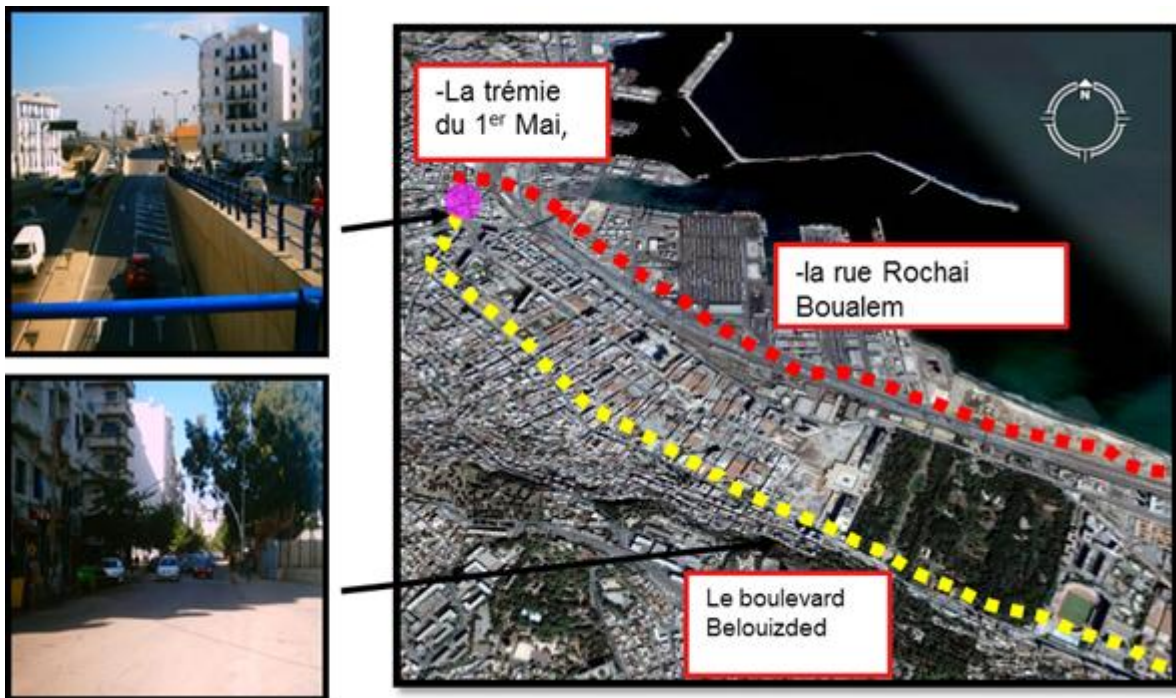 -La trémie
du 1er Mai,
N
-la rue Rochai
Boualem
Le boulevard
Belouizded